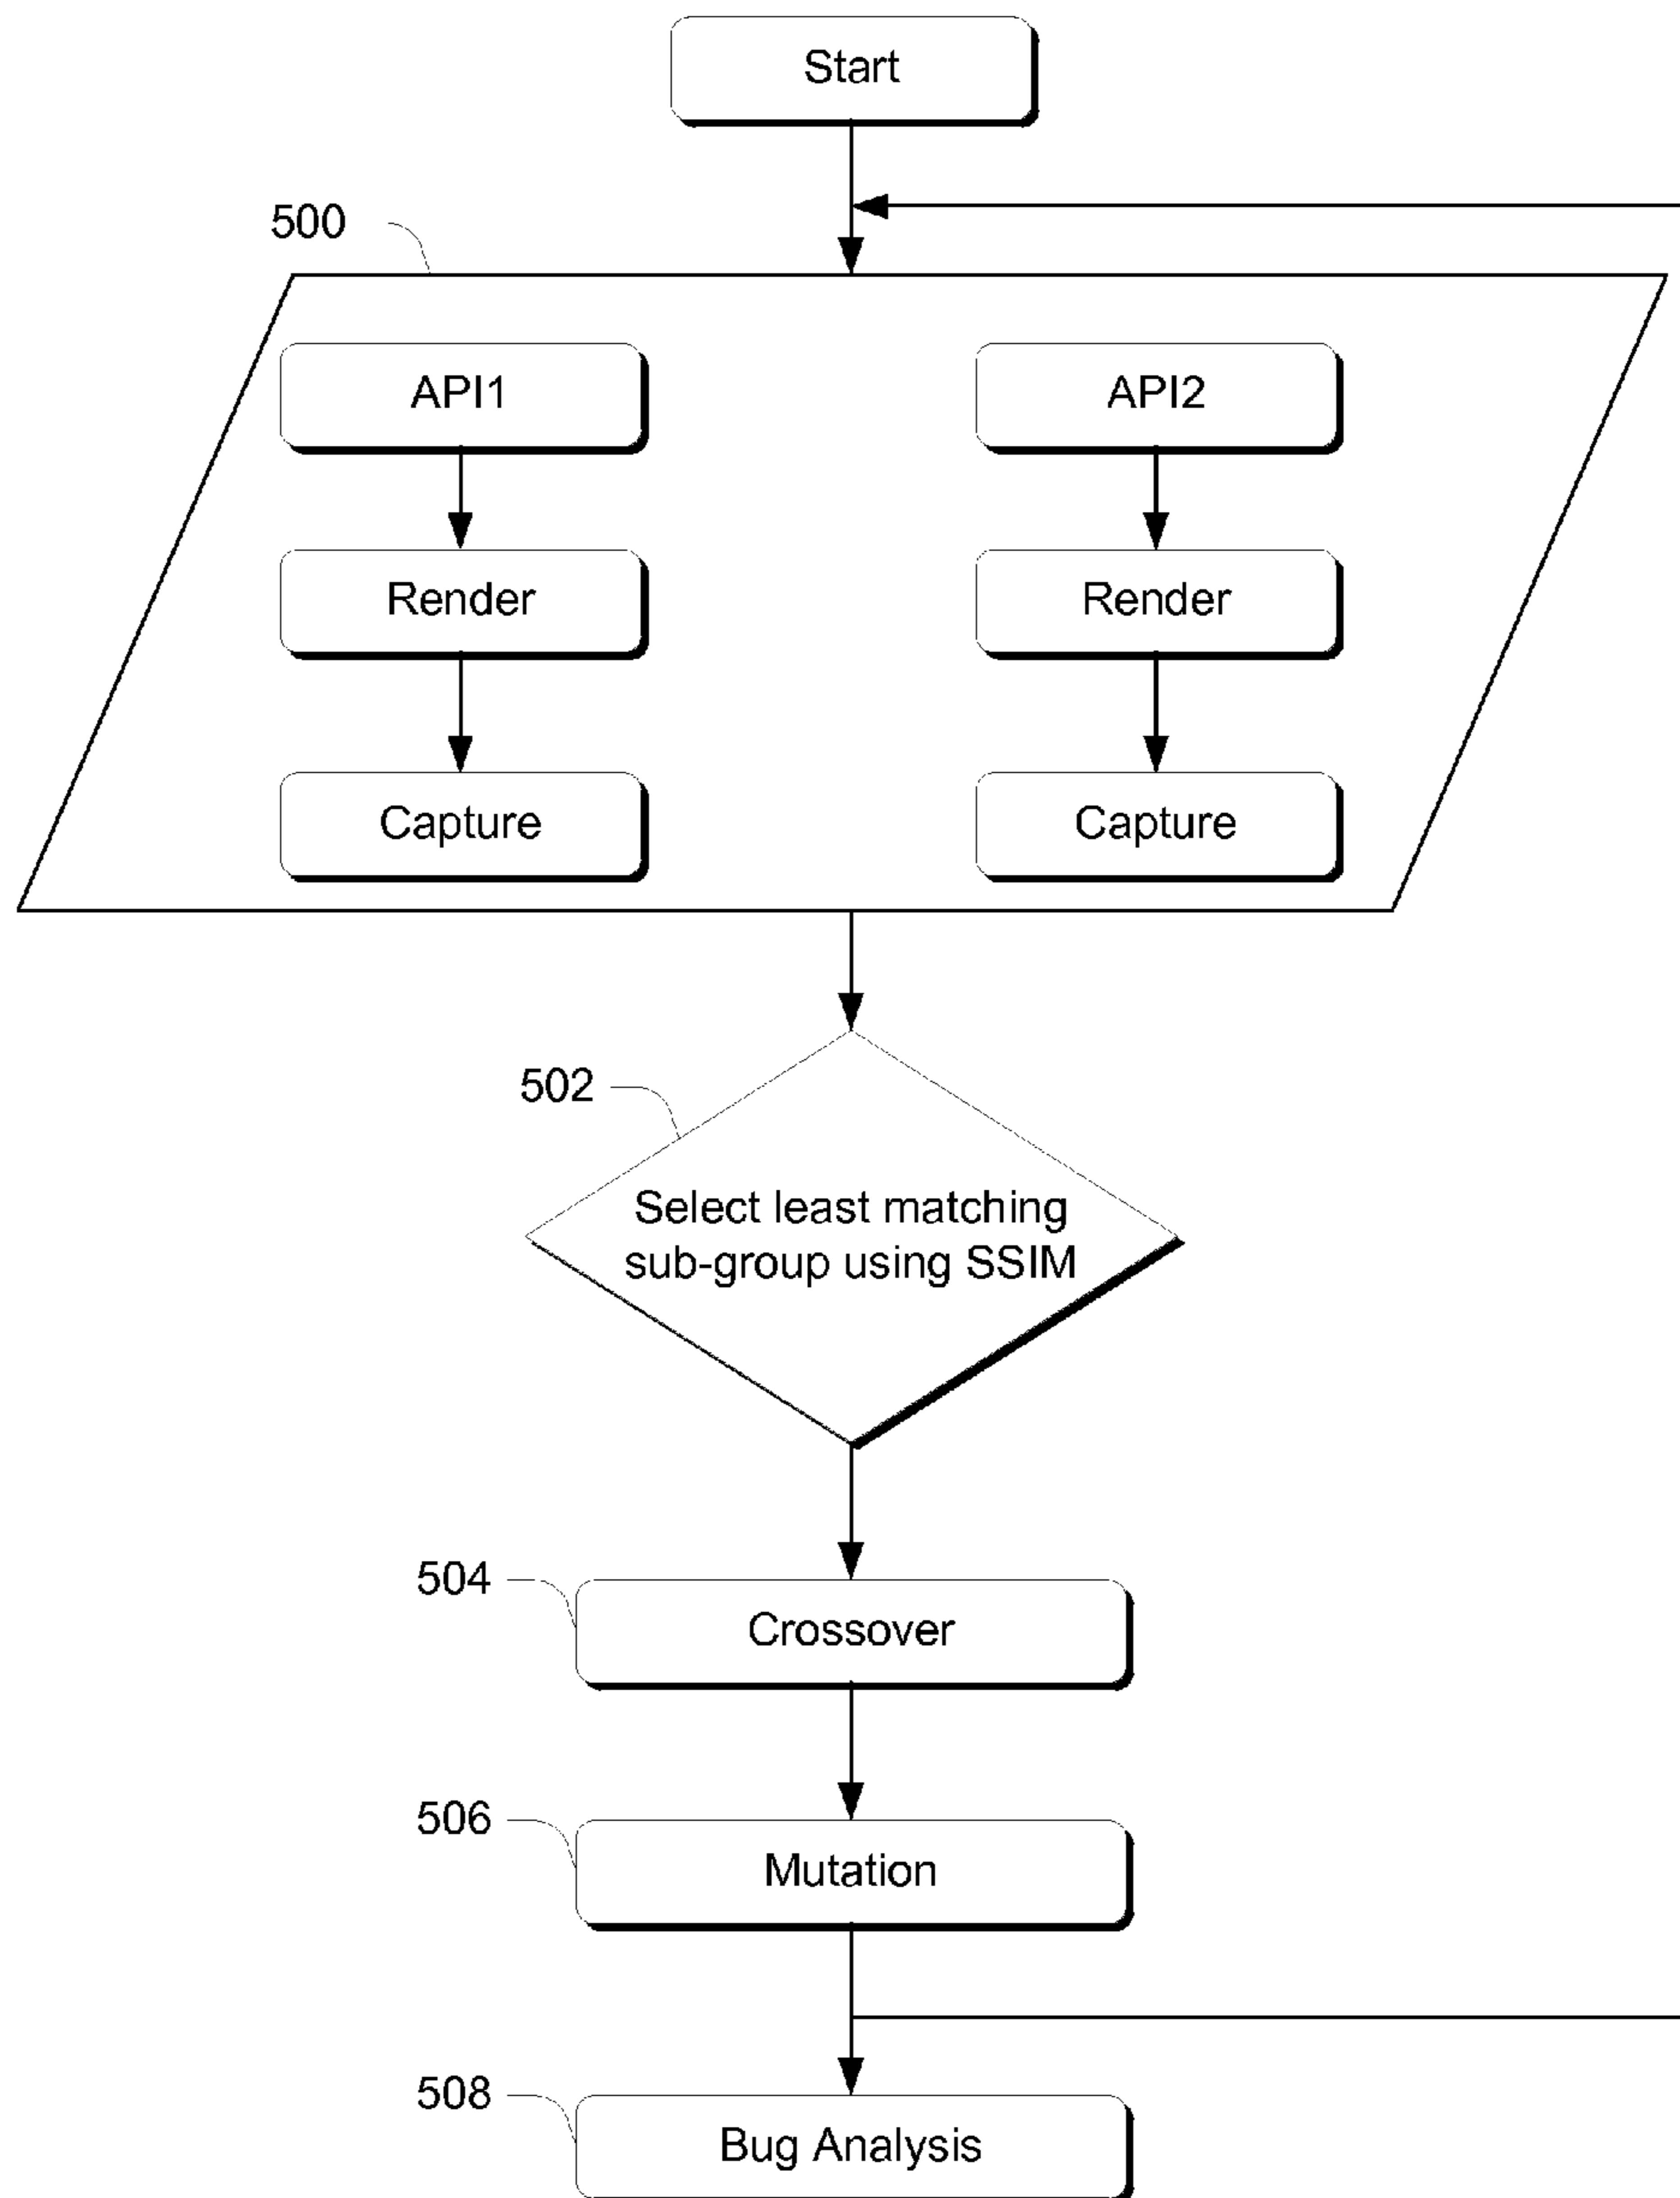 Start
500
API1
API2
Render
Render
Capture
Capture
502
Select least matching
sub-group using SSIM
504
Crossover
506
Mutation
508
Bug Analysis